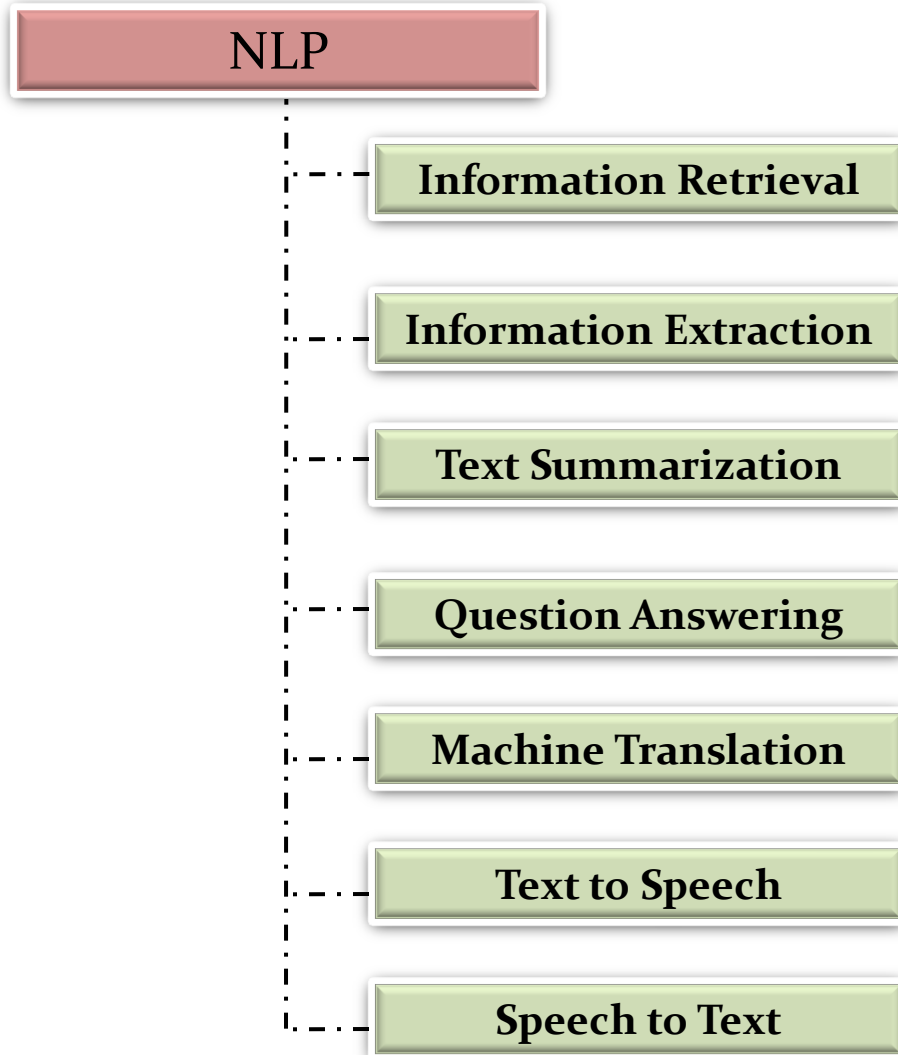 NLP
Information Retrieval
Information Extraction
Text Summarization
Question Answering
Machine Translation
Text to Speech
Speech to Text